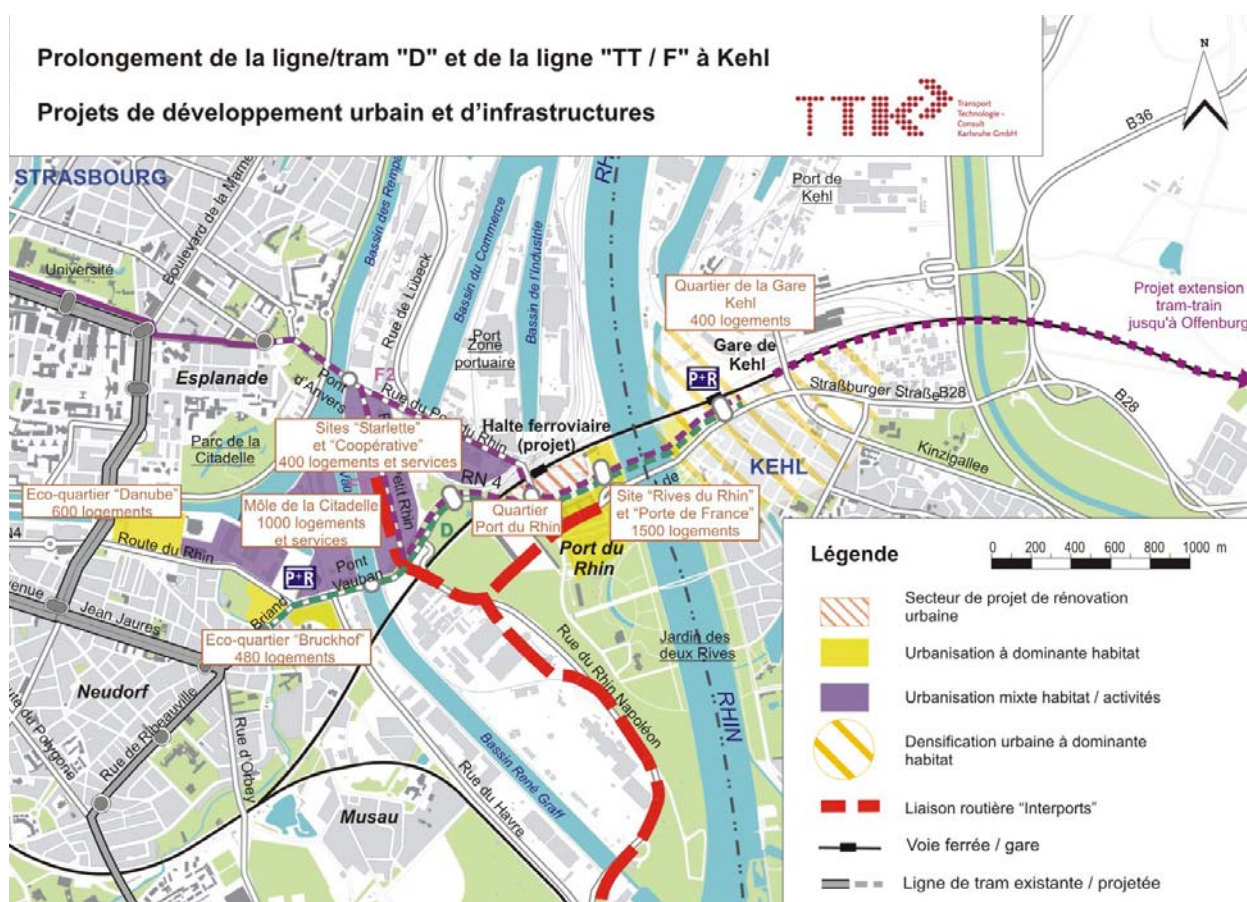 Prolongement de la ligne/tram "D" et de la ligne "TT / F" à Kehl
Projets de développement urbain et d'infrastructures
TTK
Transport
Technologie -
Consult
Karlsruhe GmbH
N
B36
STRASBOURG
Boulevard de la Marne
Bassin des Rempa
Bassin du Commerce
Bassin de l'Industrie
Port de
Kehl
Université
Rue de Lübeck
Quartier de la Gare
Kehl
400 logements
Projet extension
tram-train
jusqu'à Offenburg
Port
Zone
portuaire
Gare de
Kehl
P+R
Esplanade
Pont
d'Anvers
F2
Straßburger Straße
B28
B28
Halte ferroviaire
(projet)
Parc de la
Citadelle
Sites "Starlette"
et "Coopérative"
400 logements et services
RN 4
KEHL
Kinzigallee
Eco-quartier "Danube"
600 logements
Môle de la Citadelle
1000 logements
et services
Petit Rhin
D
Quartier
Port du Rhin
Site "Rives du Rhin"
et "Porte de France"
1500 logements
Route du Rhin
P+R
Pont
Vauban
Port du
Rhin
Jean Jaures
Briand
Eco-quartier "Bruckhof"
480 logements
Jardin des
deux Rives
Neudorf
Rue du Rhin Napoléon
RHIN
Rue de Ribeauville
Rue d'Orbey
Bassin René Graff
Rue du Havre
Musau
Légende
0 200 400 600 800 1000 m
Secteur de projet de rénovation
urbaine
Urbanisation à dominante habitat
Urbanisation mixte habitat / activités
Densification urbaine à dominante
habitat
Liaison routière "Interports"
Voie ferrée / gare
Ligne de tram existante / projetée